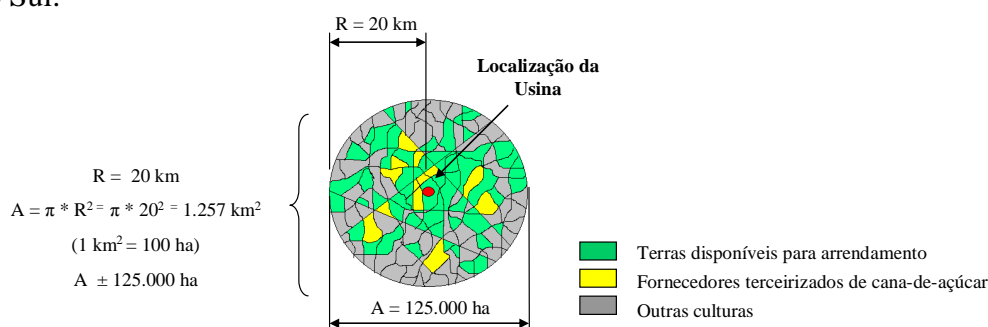 Sul.
R = 20 km
Localização da
Usina
R = 20 km
A = π * R² = π * 20² = 1.257 km²
(1 km² = 100 ha)
A ± 125.000 ha
Terras disponíveis para arrendamento
Fornecedores terceirizados de cana-de-açúcar
Outras culturas
A = 125.000 ha